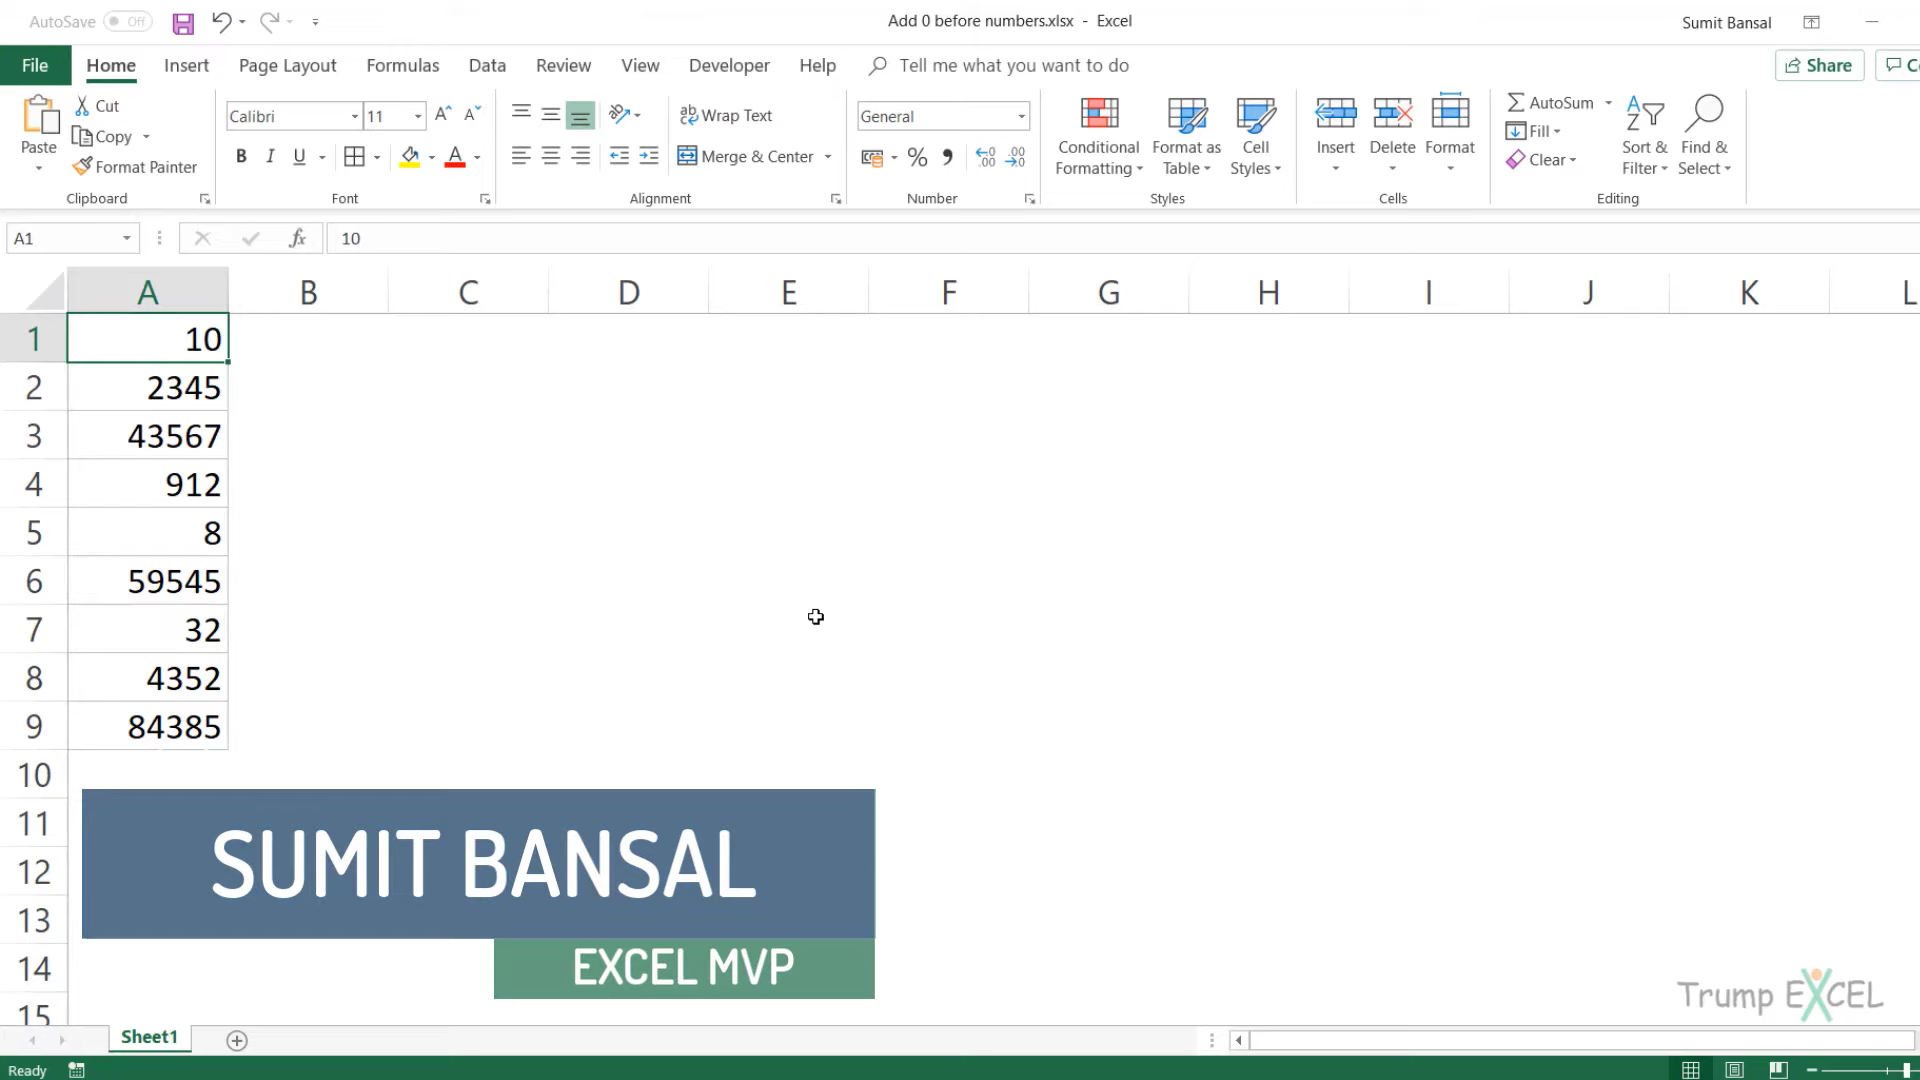 AutoSave Off
Add 0 before numbers.xlsx - Excel
Sumit Bansal
File Home Insert Page Layout Formulas Data Review View Developer Help Tell me what you want to do Share
Paste
Cut
Copy
Format Painter
Clipboard
Calibri 11
B I U A
Font
ab Wrap Text
Merge & Center
Alignment
General
%
Number
Conditional Formatting
Format as Table
Cell Styles
Styles
Insert Delete Format
Cells
AutoSum
Fill
Clear
Sort & Filter
Find & Select
Editing
A1 fx 10
A B C D E F G H I J K L
1 10
2 2345
3 43567
4 912
5 8
6 59545
7 32
8 4352
9 84385
10
11
12
13
14
15
SUMIT BANSAL
EXCEL MVP
Trump EXCEL
Sheet1
Ready